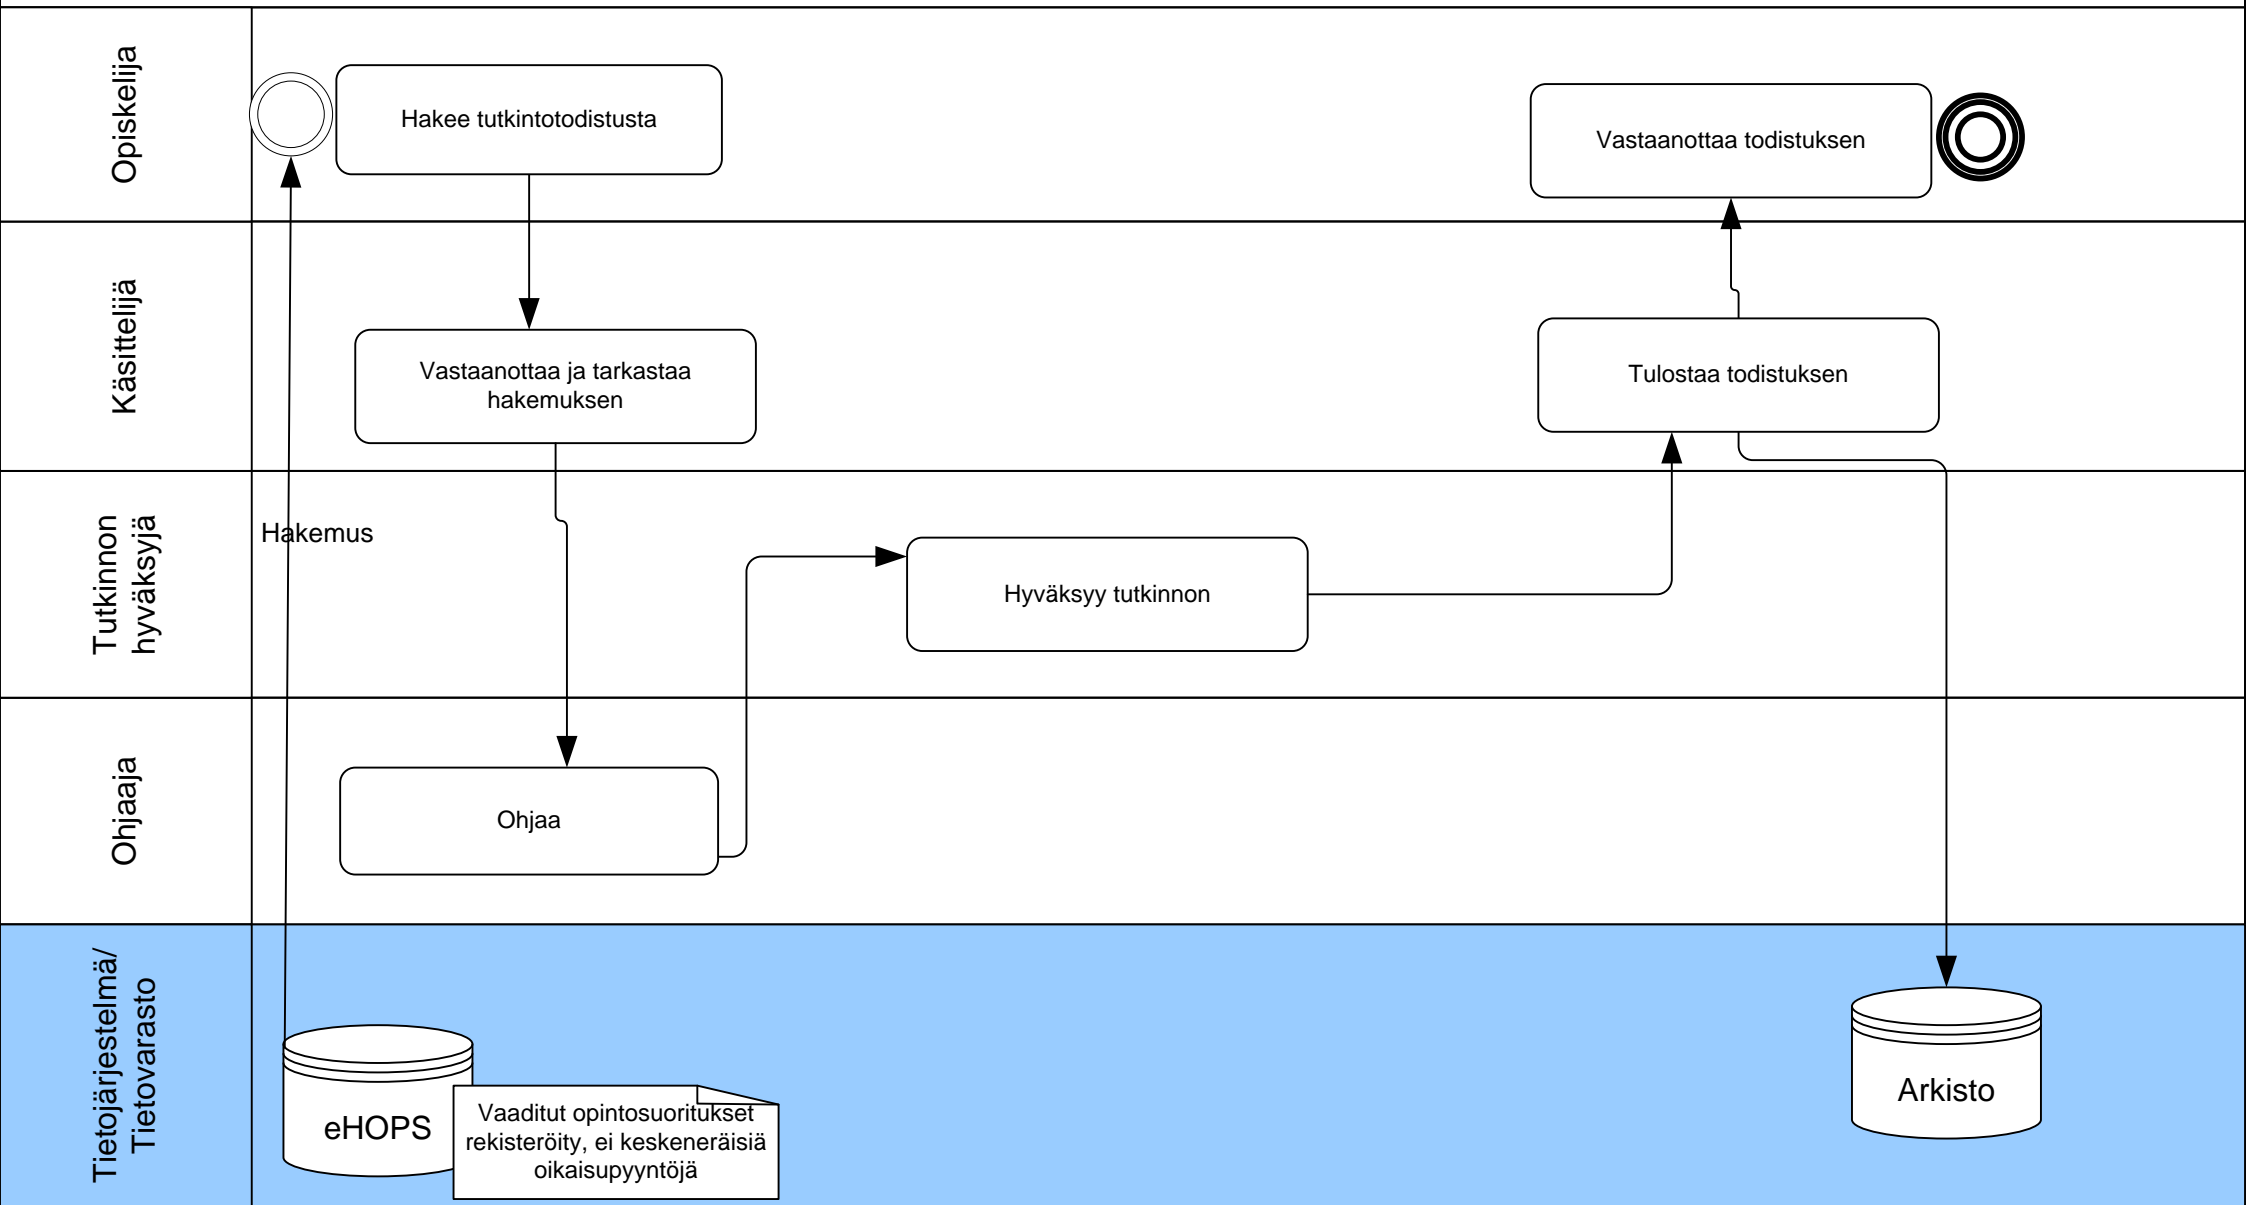 Opiskelija
Hakee tutkintotodistusta
Vastaanottaa todistuksen
Käsittelijä
Vastaanottaa ja tarkastaa
hakemuksen
Tulostaa todistuksen
Tutkinnon
hyväksyjä
Hakemus
Hyväksyy tutkinnon
Ohjaaja
Ohjaa
Tietojärjestelmä/
Tietovarasto
eHOPS
Vaaditut opintosuoritukset
rekisteröity, ei keskeneräisiä
oikaisupyyntöjä
Arkisto